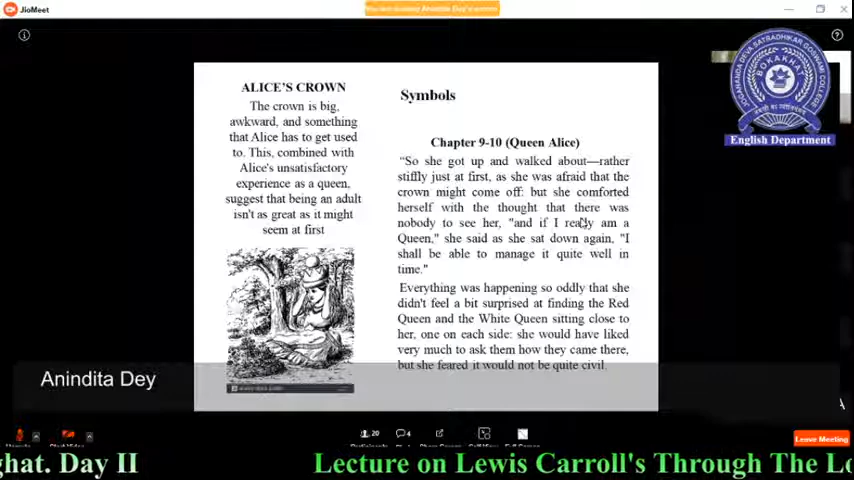 JioMeet
ALICE'S CROWN
The crown is big,
awkward, and something
that Alice has to get used
to. This, combined with
Alice's unsatisfactory
experience as a queen,
suggest that being an adult
isn't as great as it might
seem at first
Symbols
Chapter 9-10 (Queen Alice)
"So she got up and walked about—rather
stiffly just at first, as she was afraid that the
crown might come off: but she comforted
herself with the thought that there was
nobody to see her, "and if I really am a
Queen," she said as she sat down again, "I
shall be able to manage it quite well in
time."
Everything was happening so oddly that she
didn't feel a bit surprised at finding the Red
Queen and the White Queen sitting close to
her, one on each side: she would have liked
very much to ask them how they came there,
but she feared it would not be quite civil.
JOGANANDA DEVA SATRADHIKAR GOSWAMI COLLEGE
BOKAKHAT
English Department
Anindita Dey
20
4
Leave Meeting
ghat. Day II
Lecture on Lewis Carroll's Through The Lo